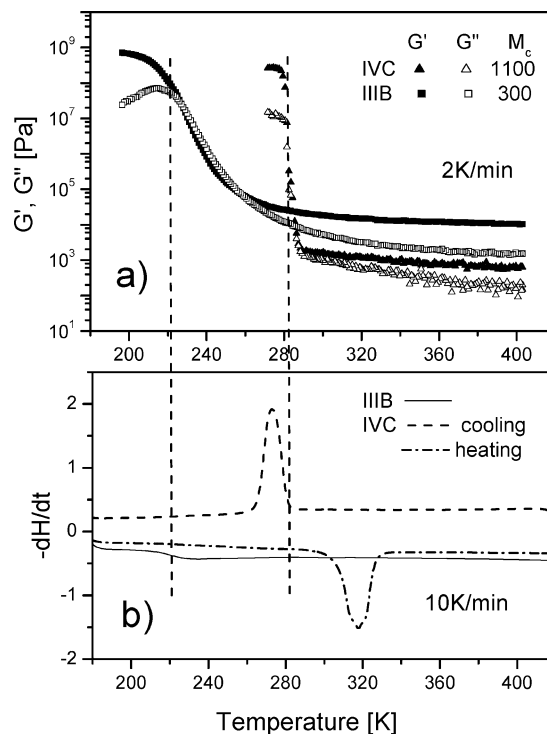 G' G" Mc
IVC 1100
IIIB 300
2K/min
G', G" [Pa]
10⁹
10⁷
10⁵
10³
10¹
a)
200 240 280 320 360 400
IIIB
IVC cooling
heating
-dH/dt
2
1
0
-1
-2
b)
10K/min
200 240 280 320 360 400
Temperature [K]